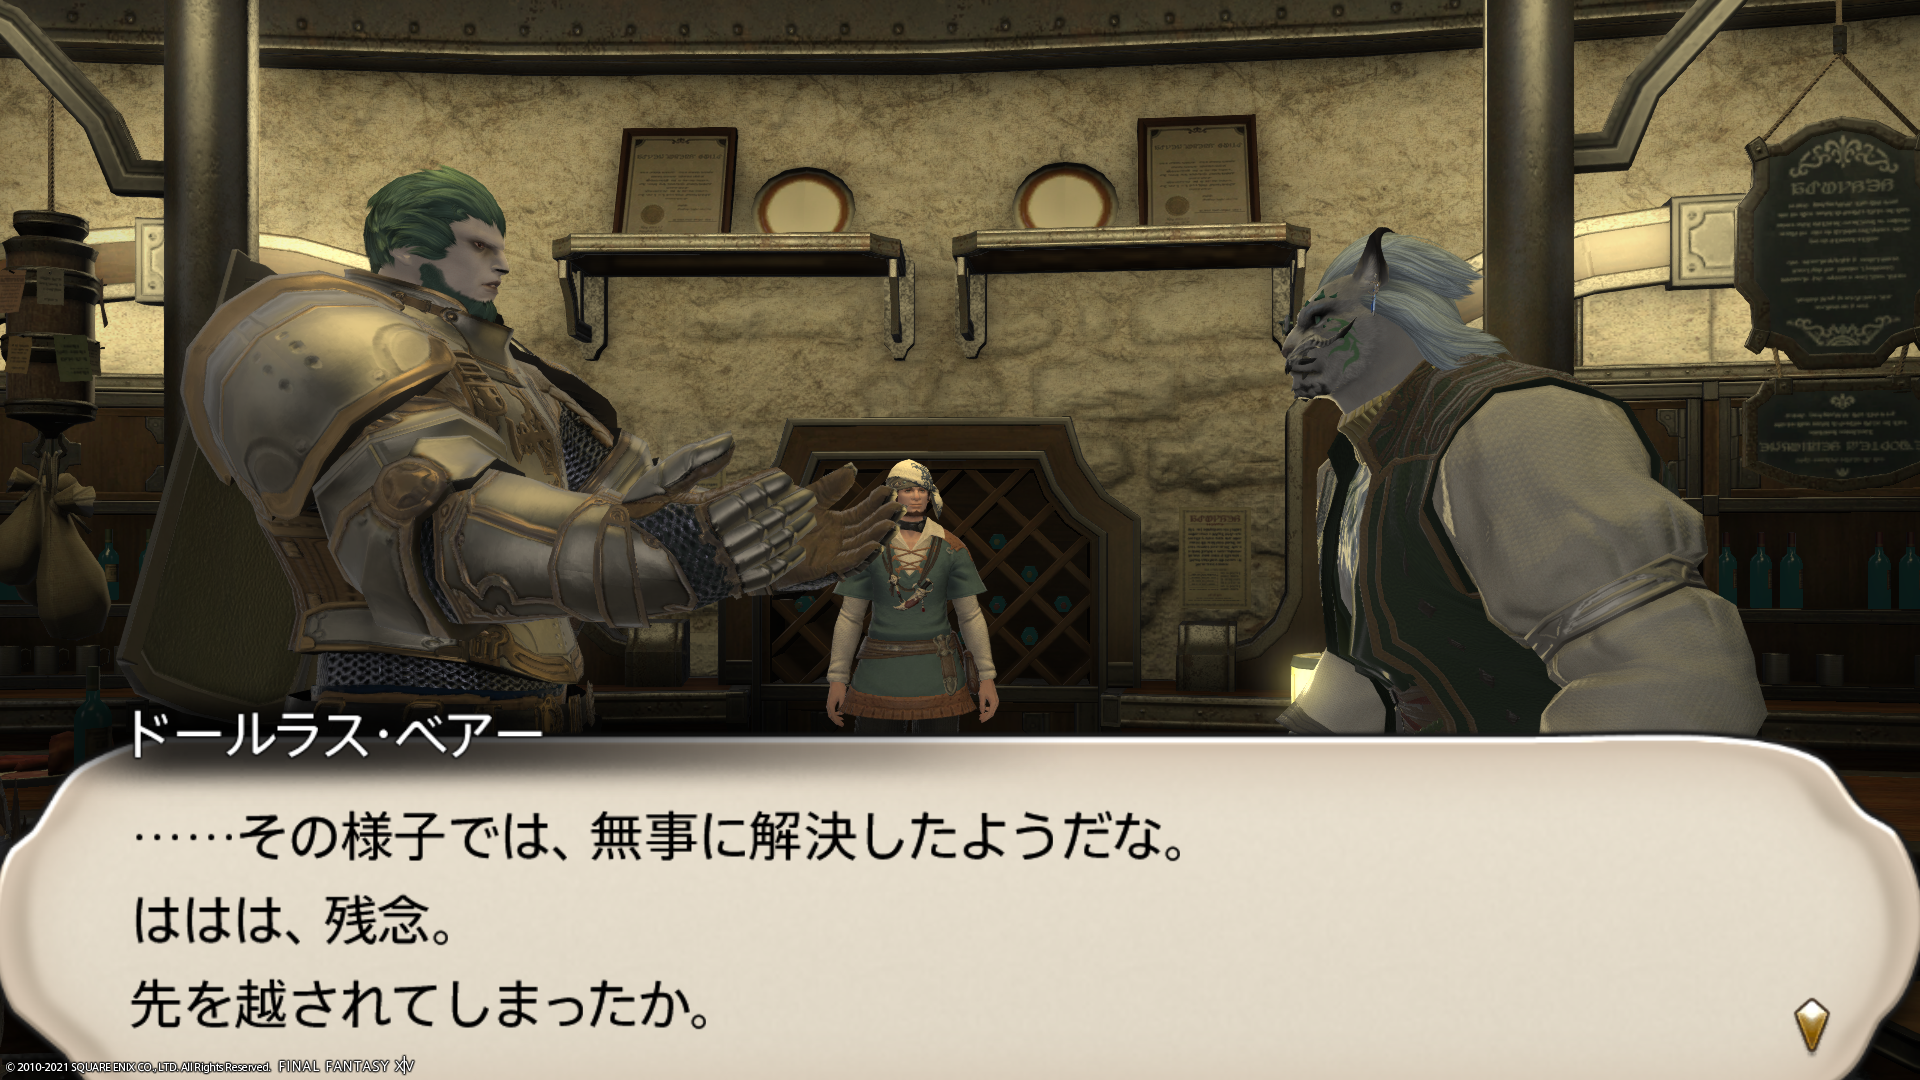 ドールラス・ベアー
……その様子では、無事に解決したようだな。
ははは、残念。
先を越されてしまったか。
© 2010-2021 SQUARE ENIX CO., LTD. All Rights Reserved. FINAL FANTASY XIV